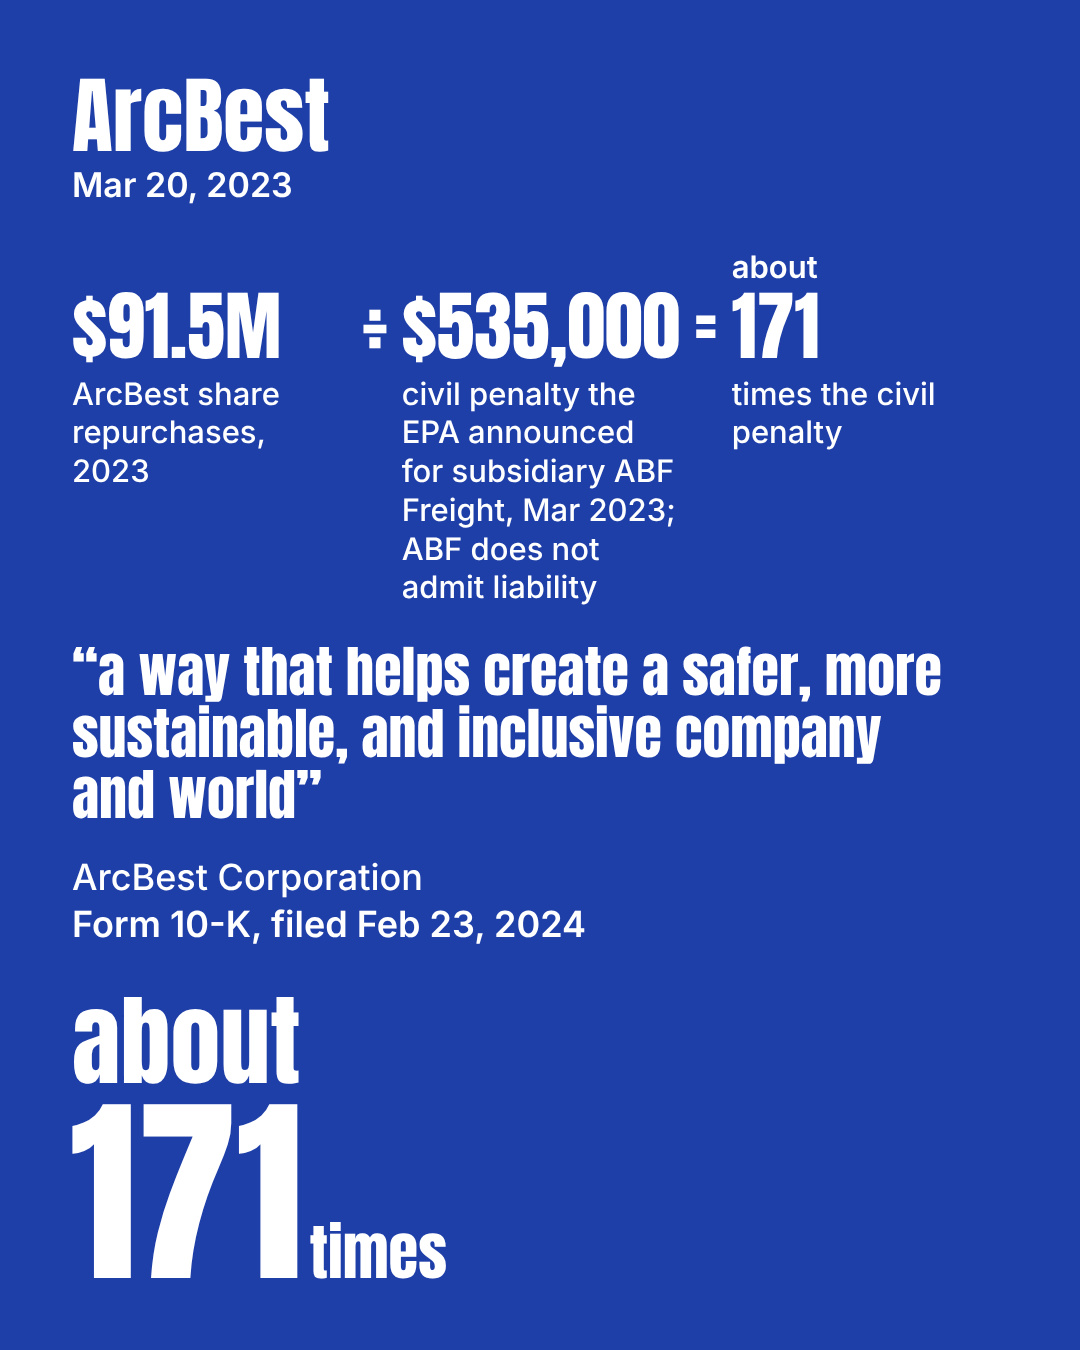 ArcBest
Mar 20, 2023
$91.5M
ArcBest share
repurchases,
2023
÷
$535,000
civil penalty the
EPA announced
for subsidiary ABF
Freight, Mar 2023;
ABF does not
admit liability
=
about
171
times the civil
penalty
“a way that helps create a safer, more
sustainable, and inclusive company
and world”
ArcBest Corporation
Form 10-K, filed Feb 23, 2024
about
171 times